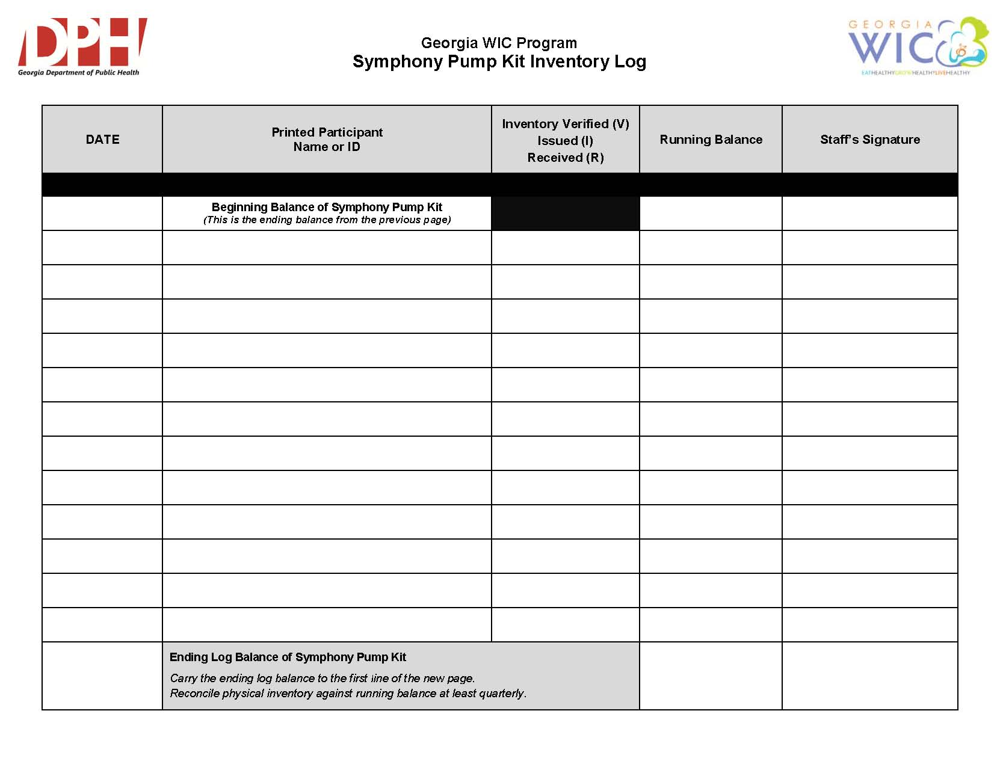 DPH
Georgia Department of Public Health
Georgia WIC Program
Symphony Pump Kit Inventory Log
GEORGIA
WIC
EATHEALTHYGROWHEALTHYLIVEHEALTHY
DATE
Printed Participant
Name or ID
Inventory Verified (V)
Issued (I)
Received (R)
Running Balance
Staff's Signature
Beginning Balance of Symphony Pump Kit
(This is the ending balance from the previous page)
Ending Log Balance of Symphony Pump Kit
Carry the ending log balance to the first line of the new page.
Reconcile physical inventory against running balance at least quarterly.